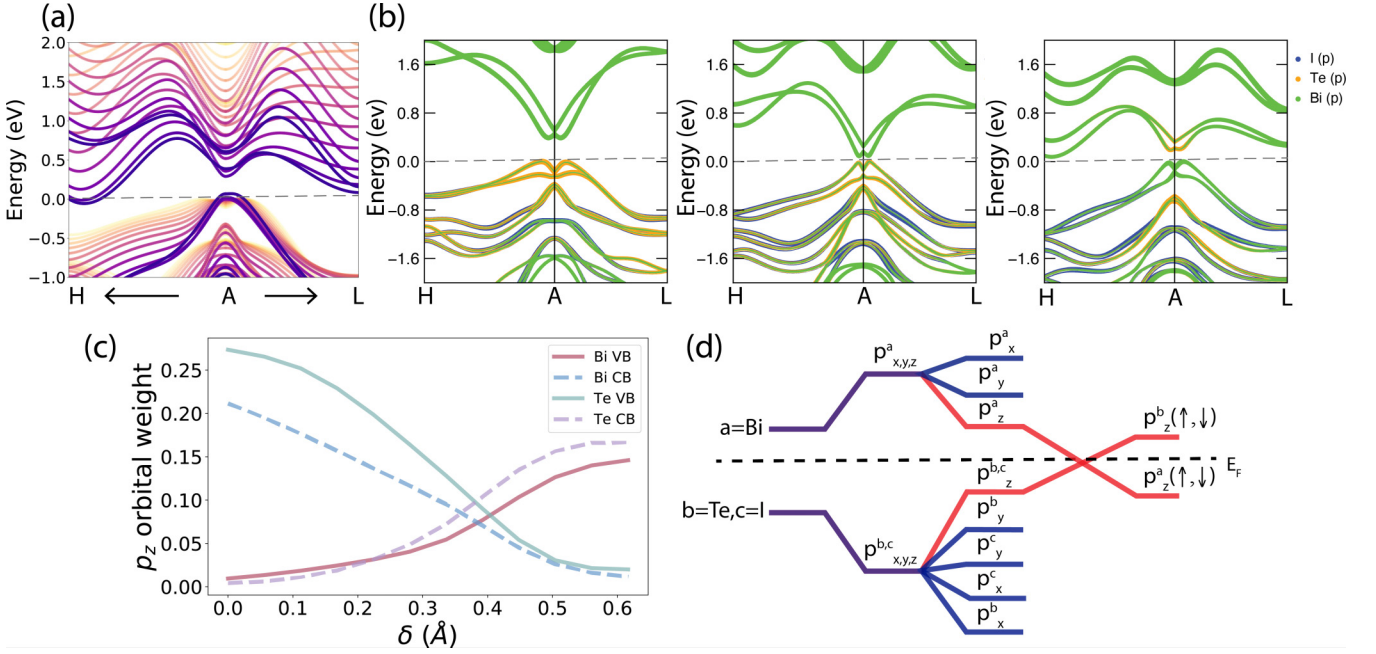 (a)
2.0
1.5
1.0
0.5
0.0
−0.5
−1.0
Energy (eV)
H
A
L
(b)
1.6
0.8
0.0
−0.8
−1.6
Energy (ev)
H
A
L
1.6
0.8
0.0
−0.8
−1.6
Energy (ev)
H
A
L
1.6
0.8
0.0
−0.8
−1.6
Energy (ev)
H
A
L
I (p)
Te (p)
Bi (p)
(c)
0.25
0.20
0.15
0.10
0.05
0.00
p_z orbital weight
0.0 0.1 0.2 0.3 0.4 0.5 0.6
δ (Å)
Bi VB
Bi CB
Te VB
Te CB
(d)
a=Bi
b=Te,c=I
p^a_x,y,z
p^b,c_x,y,z
p^a_x
p^a_y
p^a_z
p^b,c_z
p^b_y
p^c_y
p^c_x
p^b_x
p^b_z(↑,↓)
E_F
p^a_z(↑,↓)